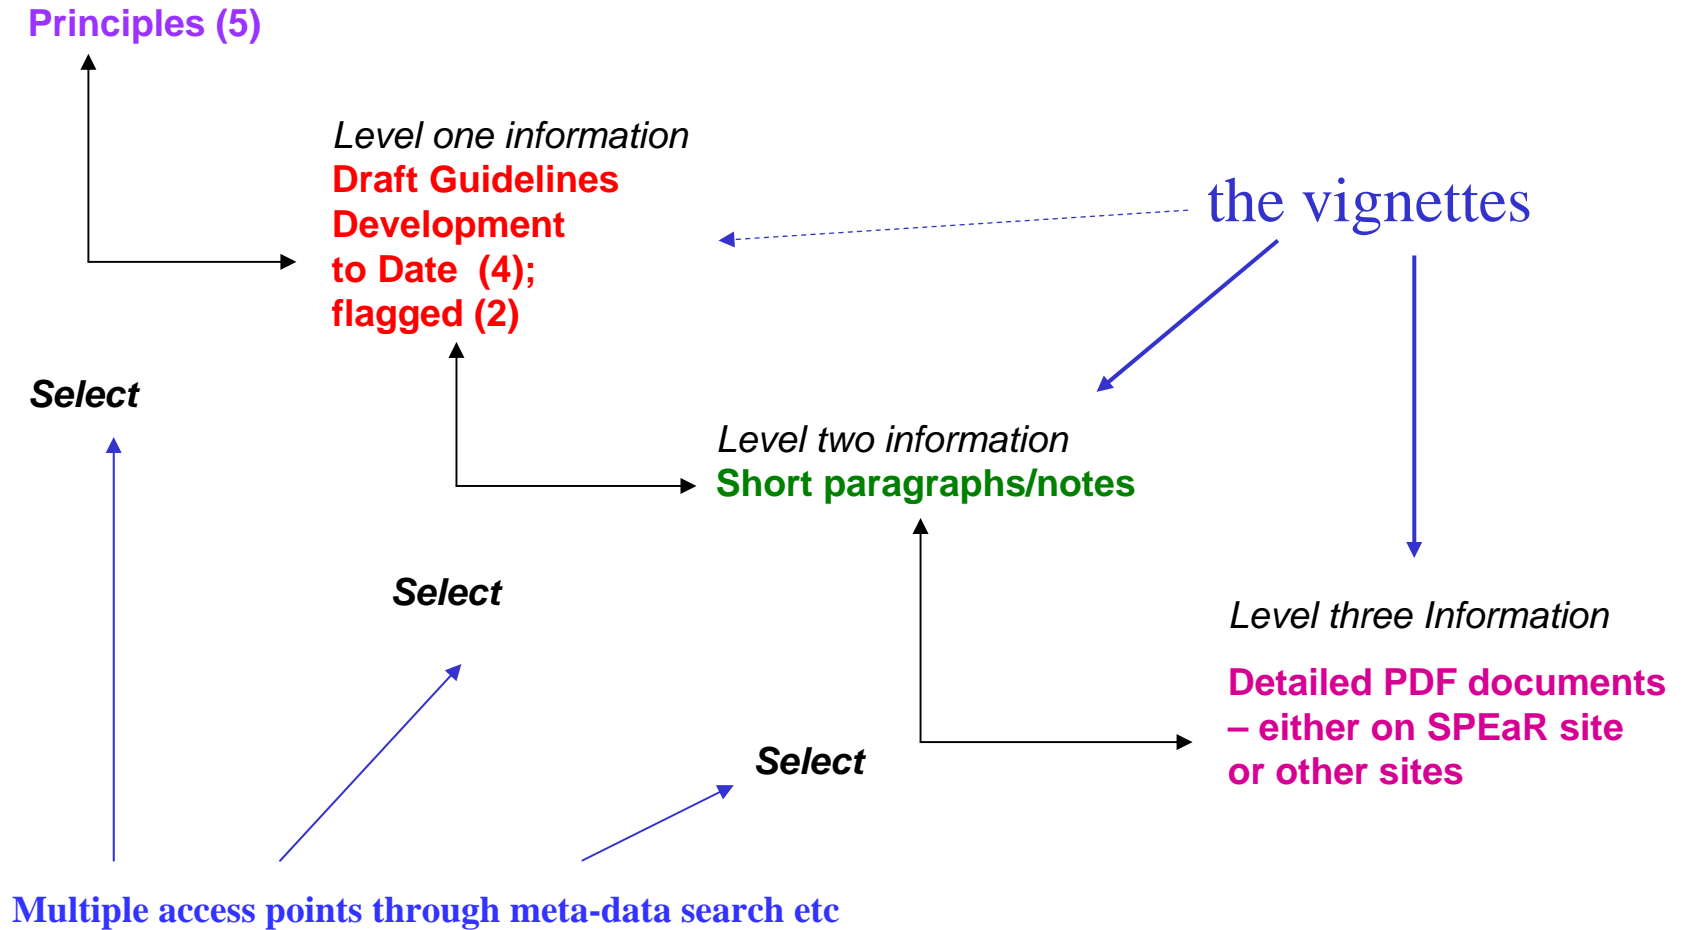 Principles (5)
Level one information
Draft Guidelines
Development
to Date (4);
flagged (2)
the vignettes
Select
Level two information
Short paragraphs/notes
Select
Level three Information
Detailed PDF documents
– either on SPEaR site
or other sites
Select
Multiple access points through meta-data search etc